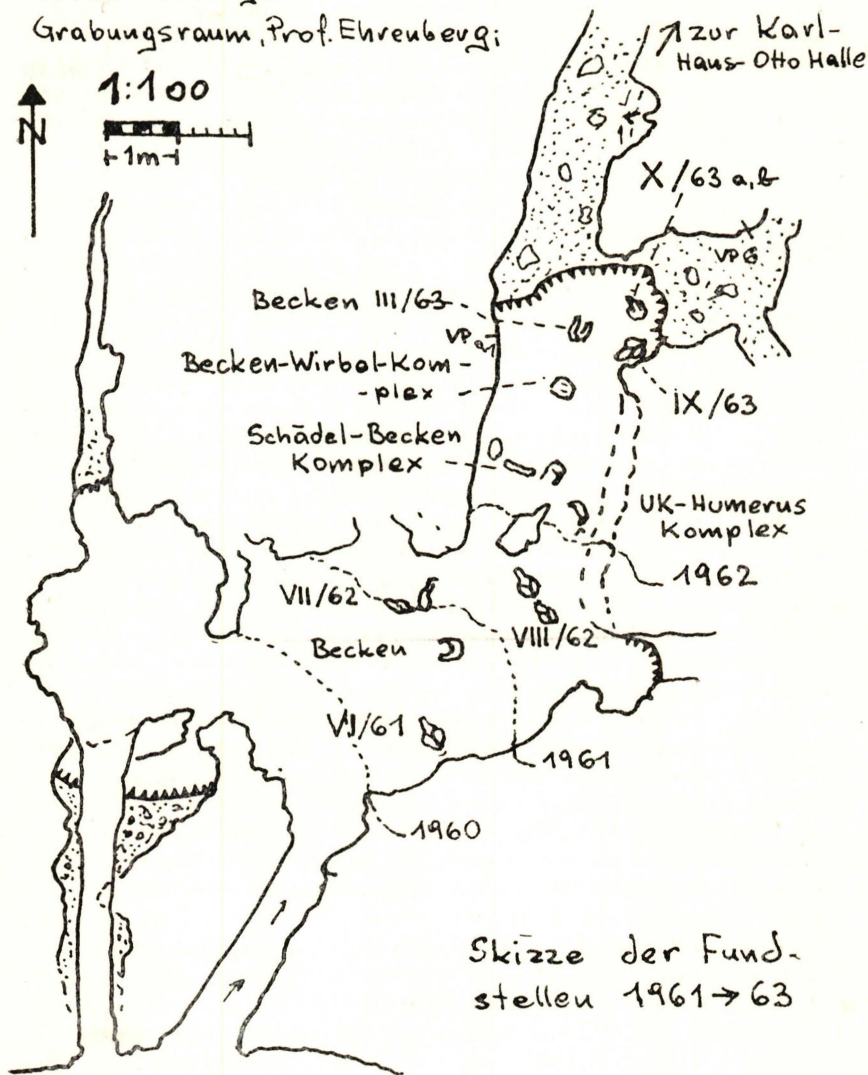 Grabungsraum, Prof. Ehrenberg;
1:100
N
1m
zur Karl-
Haus-Otto Halle
X/63 a,b
VP6
Becken III/63
VPa1
Becken-Wirbel-Kom-
-plex
IX/63
Schädel-Becken
Komplex
UK-Humerus
Komplex
1962
VII/62
VIII/62
Becken
VI/61
1961
1960
Skizze der Fund-
stellen 1961→63